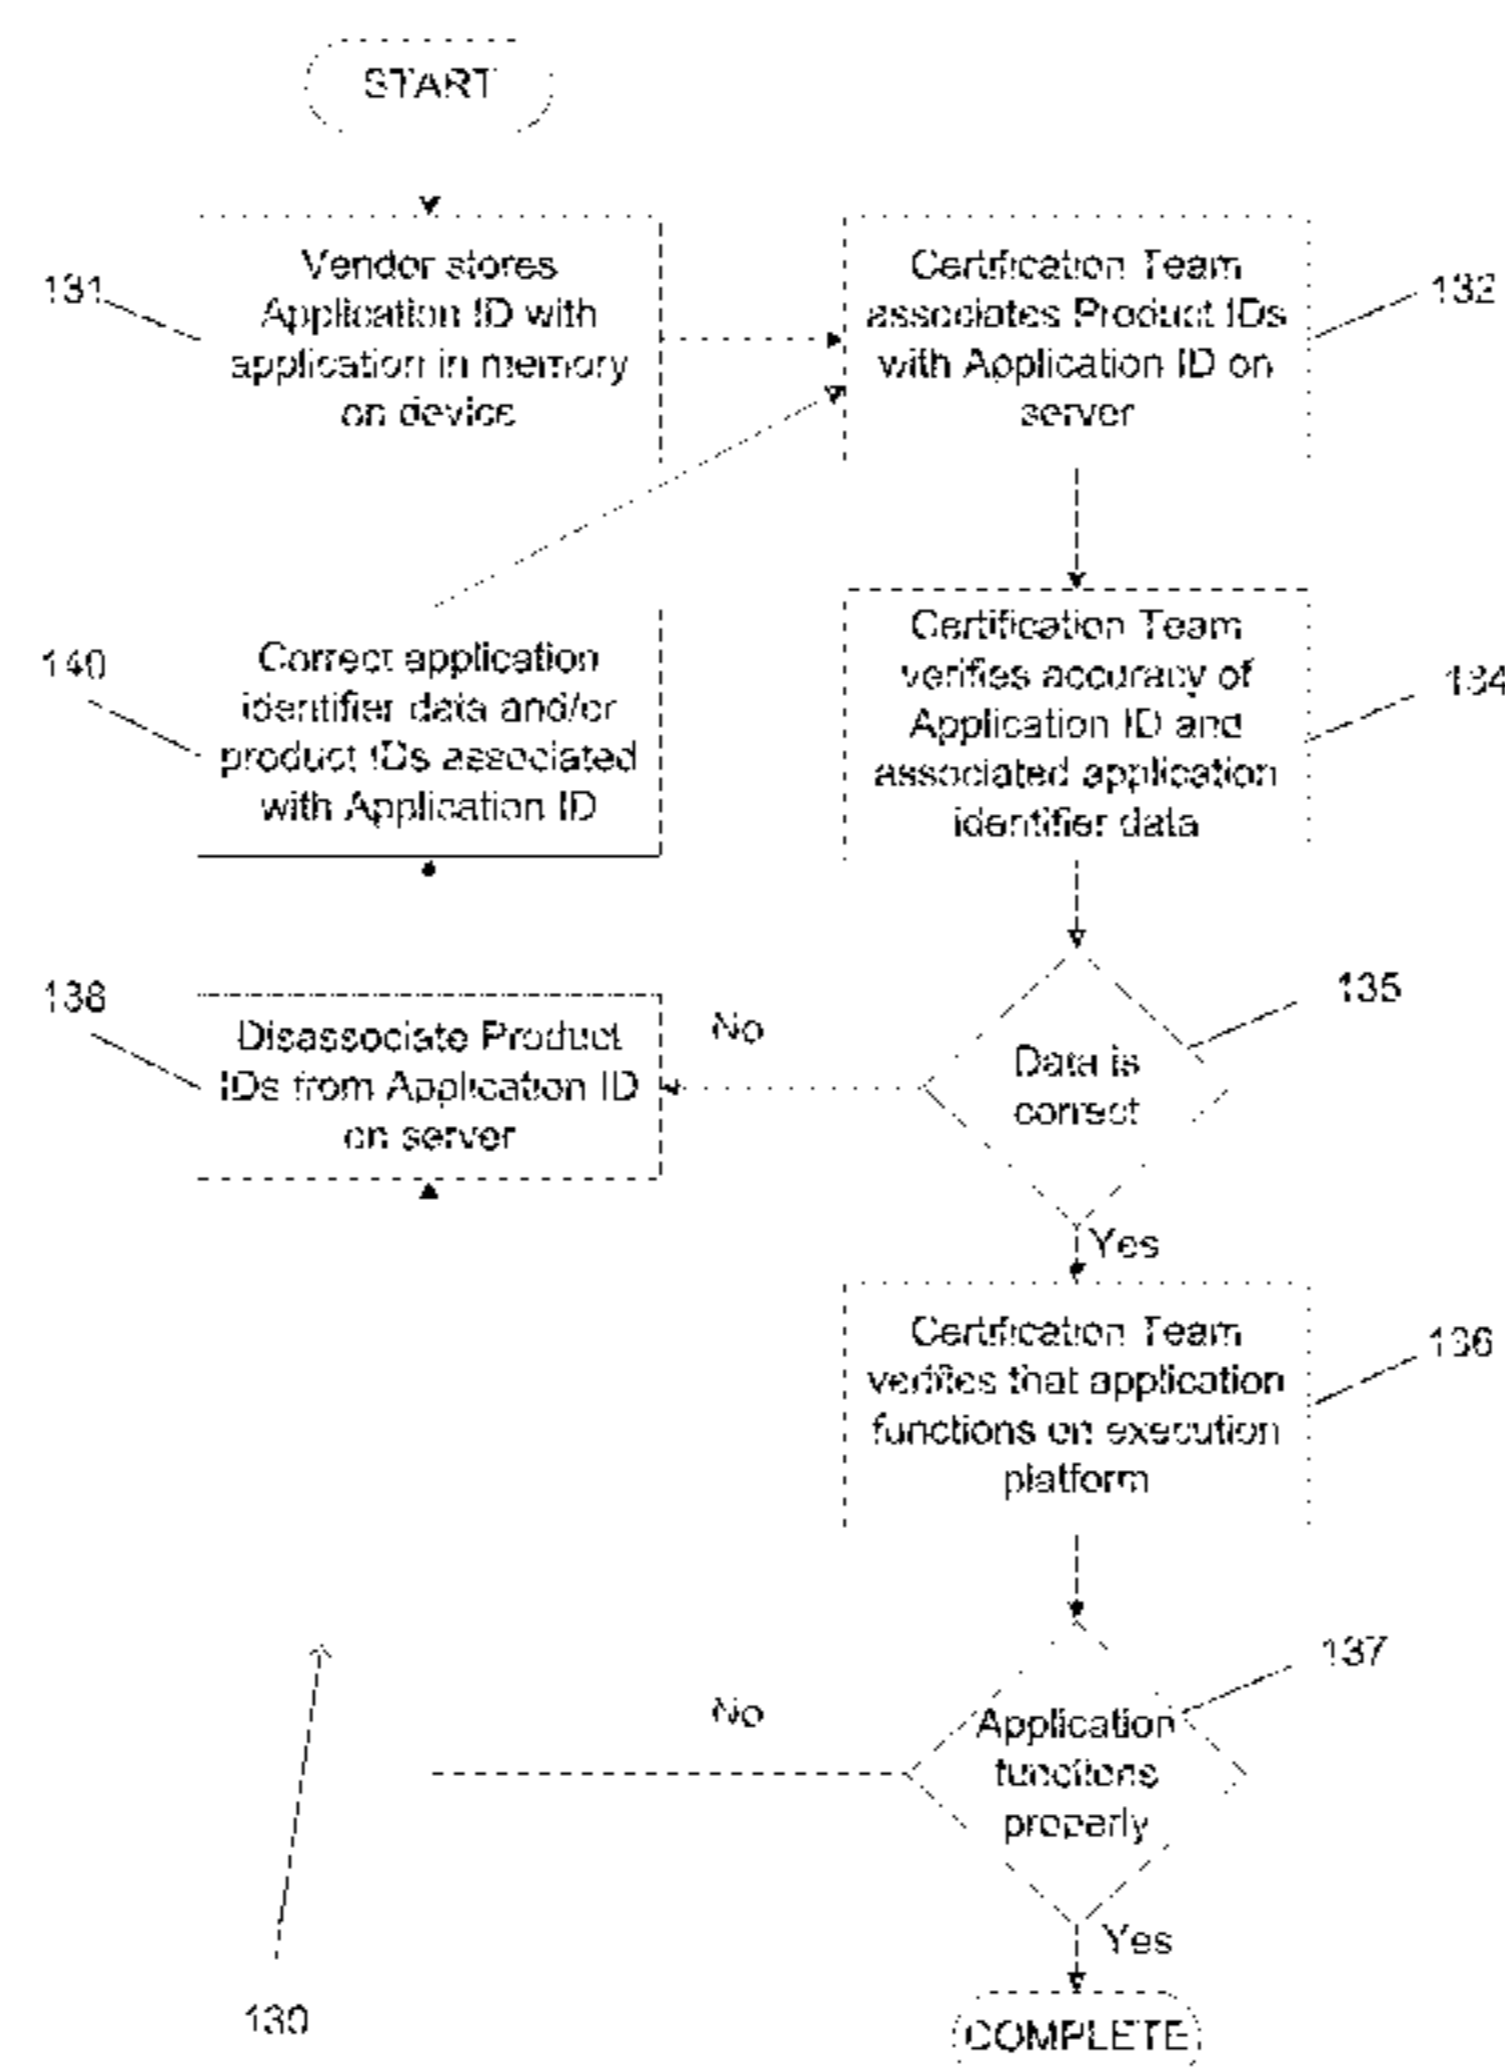 START
Vendor stores
Application ID with
application in memory
on device
131
Certification Team
associates Product IDs
with Application ID on
server
132
Correct application
identifier data and/or
product IDs associated
with Application ID
140
Certification Team
verifies accuracy of
Application ID and
associated application
identifier data
134
Disassociate Product
IDs from Application ID
on server
138
No
Data is
correct
135
Yes
Certification Team
verifies that application
functions on execution
platform
136
No
Application
functions
properly
137
Yes
130
COMPLETE